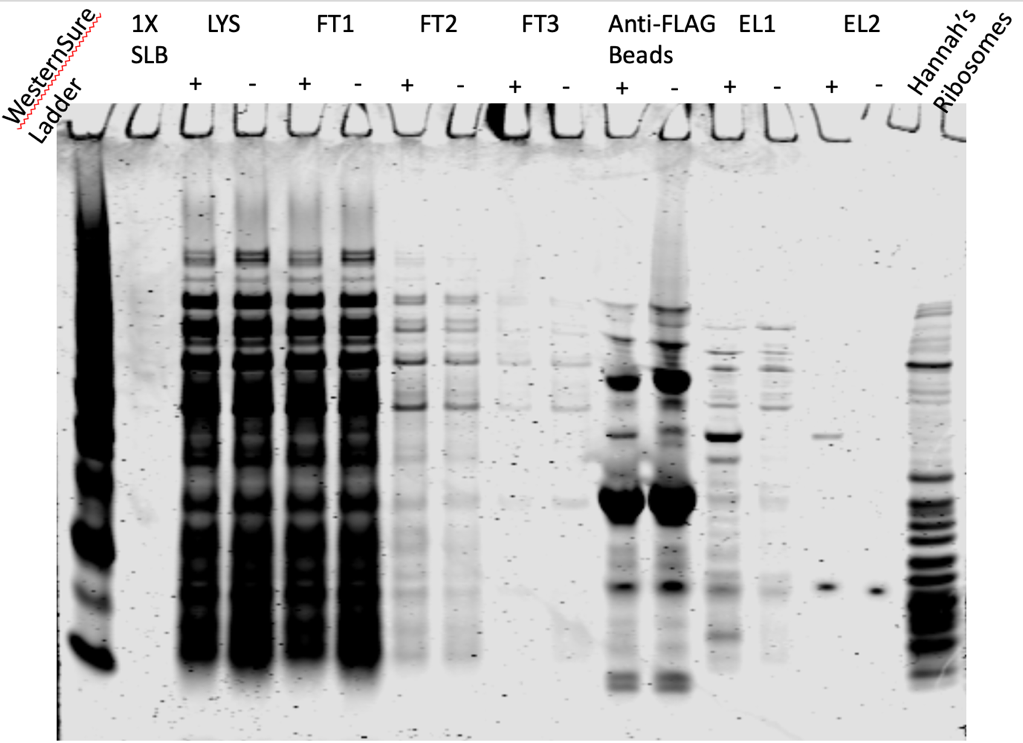 WesternSure
Ladder
1X
SLB
LYS
FT1
FT2
FT3
Anti-FLAG
Beads
EL1
EL2
Hannah's
Ribosomes
+ - + - + - + - + - + - + -